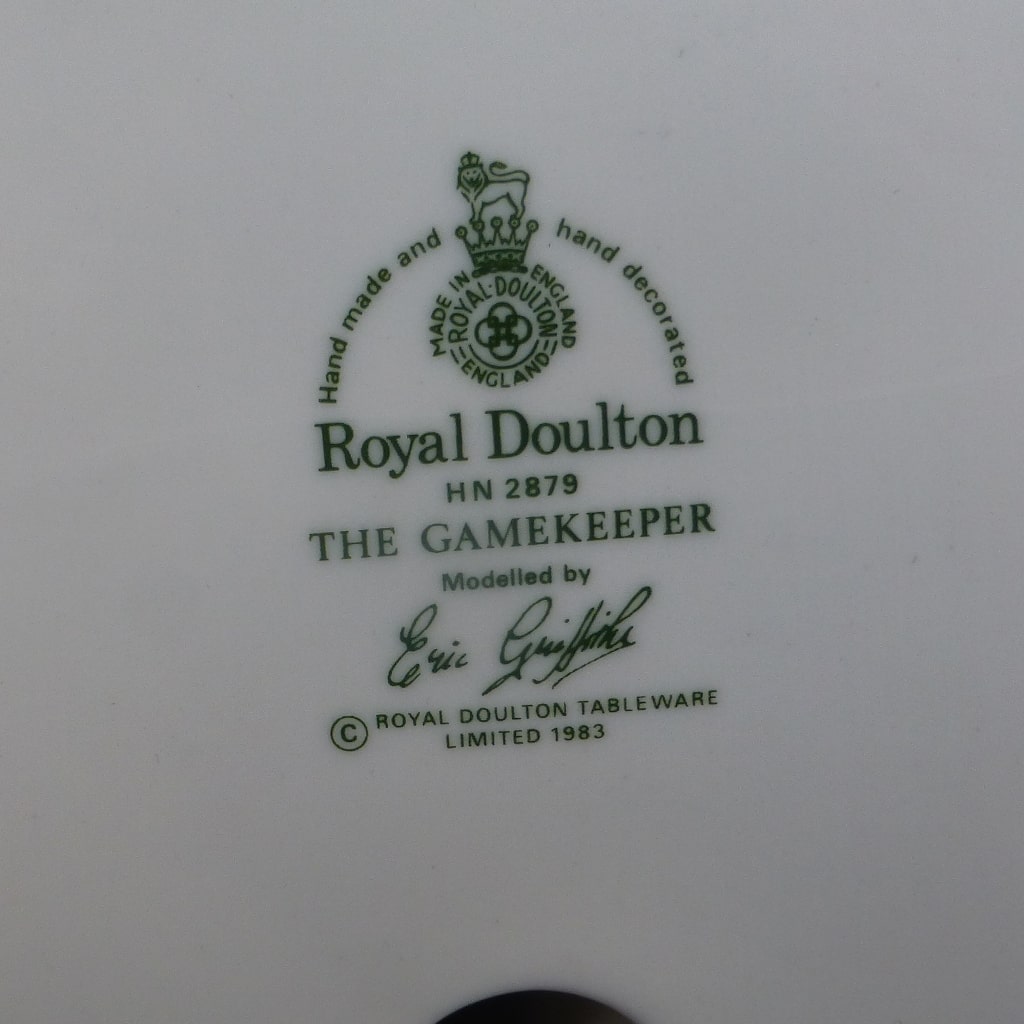 Hand made and hand decorated
MADE IN ENGLAND
ROYAL·DOULTON
ENGLAND
Royal Doulton
HN 2879
THE GAMEKEEPER
Modelled by
Eric Griffiths
© ROYAL DOULTON TABLEWARE
LIMITED 1983